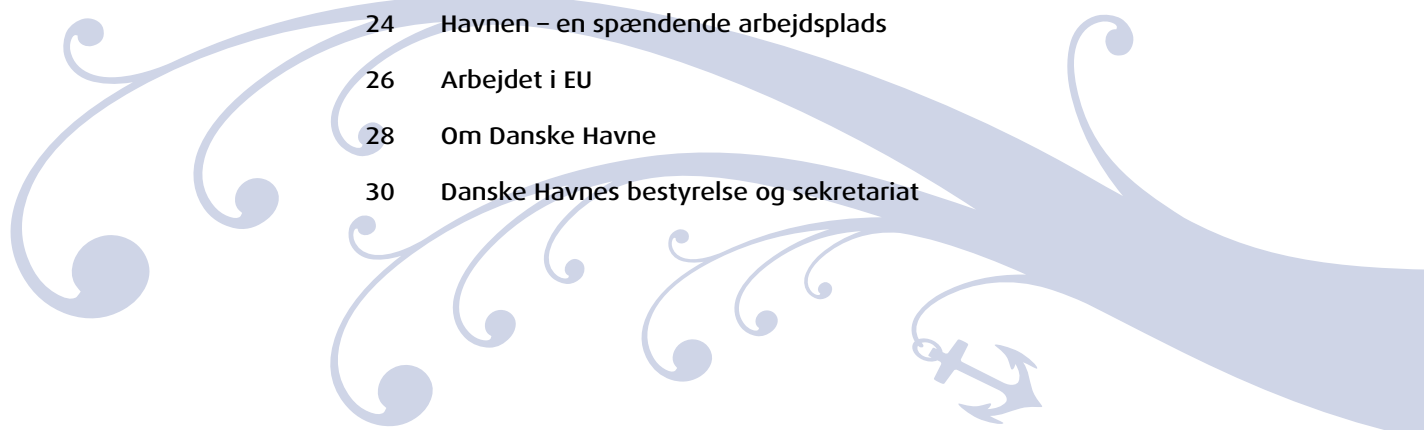 24 Havnen – en spændende arbejdsplads
26 Arbejdet i EU
28 Om Danske Havne
30 Danske Havnes bestyrelse og sekretariat